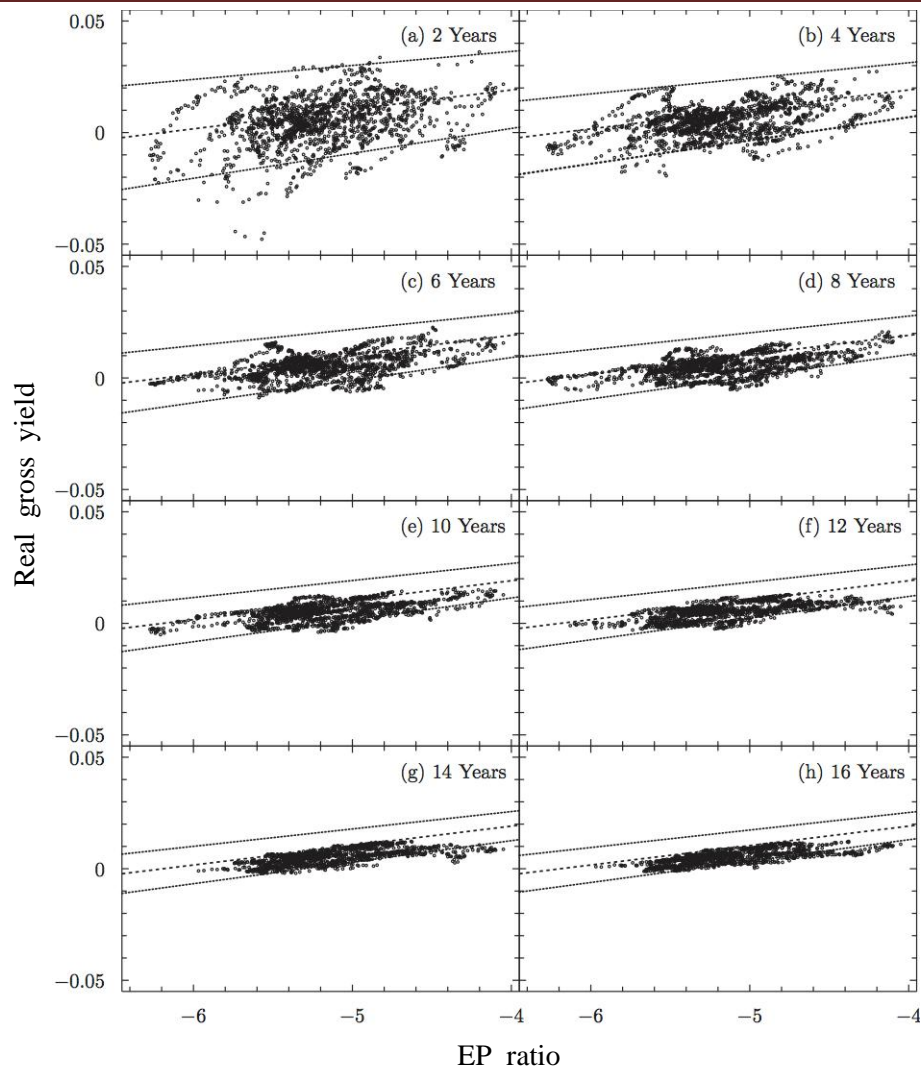 0.05
(a) 2 Years
(b) 4 Years
0
−0.05
0.05
(c) 6 Years
(d) 8 Years
0
−0.05
0.05
(e) 10 Years
(f) 12 Years
0
−0.05
0.05
(g) 14 Years
(h) 16 Years
0
−0.05
−6
−5
−4
−6
−5
−4
Real gross yield
EP ratio